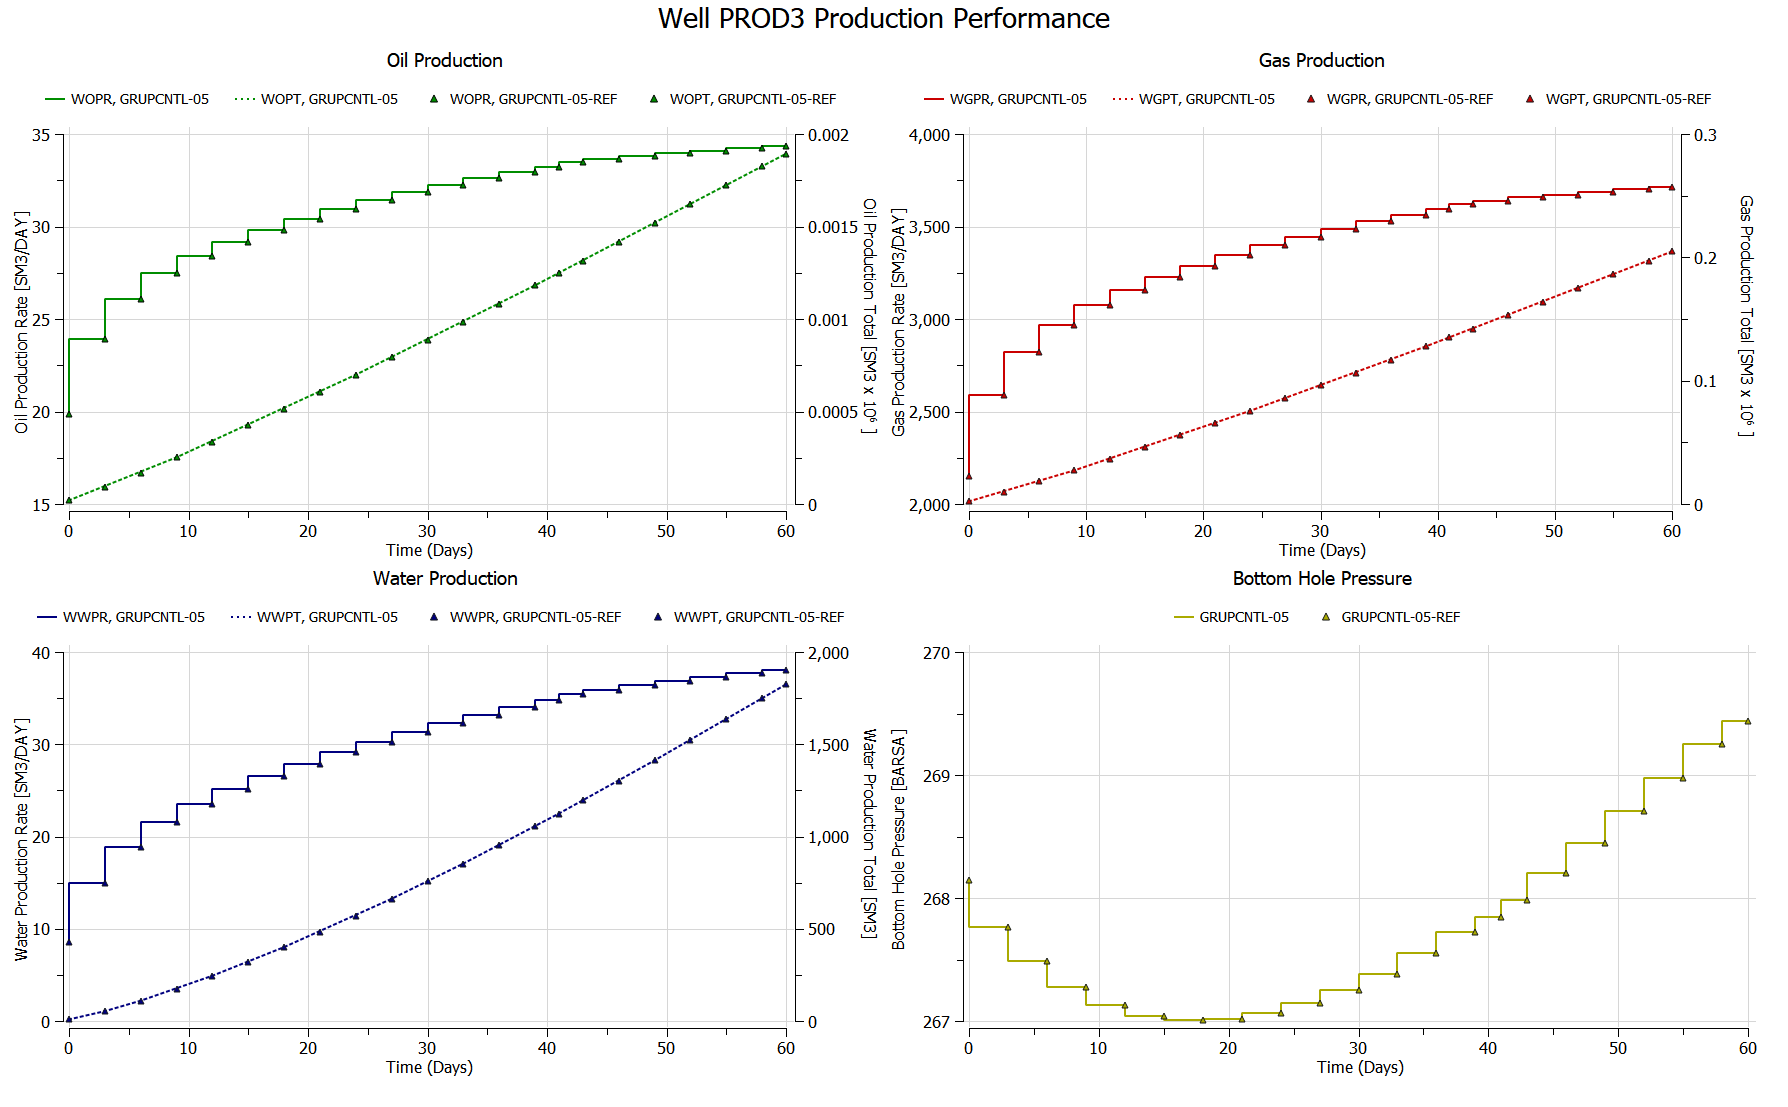 Well PROD3 Production Performance
Oil Production
WOPR, GRUPCNTL-05 WOPT, GRUPCNTL-05 WOPR, GRUPCNTL-05-REF WOPT, GRUPCNTL-05-REF
Oil Production Rate [SM3/DAY]
35
30
25
20
15
0.002
0.0015
0.001
0.0005
0
Oil Production Total [SM3 x 10⁶ ]
0 10 20 30 40 50 60
Time (Days)
Gas Production
WGPR, GRUPCNTL-05 WGPT, GRUPCNTL-05 WGPR, GRUPCNTL-05-REF WGPT, GRUPCNTL-05-REF
Gas Production Rate [SM3/DAY]
4,000
3,500
3,000
2,500
2,000
0.3
0.2
0.1
0
Gas Production Total [SM3 x 10⁶ ]
0 10 20 30 40 50 60
Time (Days)
Water Production
WWPR, GRUPCNTL-05 WWPT, GRUPCNTL-05 WWPR, GRUPCNTL-05-REF WWPT, GRUPCNTL-05-REF
Water Production Rate [SM3/DAY]
40
30
20
10
0
2,000
1,500
1,000
500
0
Water Production Total [SM3]
0 10 20 30 40 50 60
Time (Days)
Bottom Hole Pressure
GRUPCNTL-05 GRUPCNTL-05-REF
Bottom Hole Pressure [BARSA]
270
269
268
267
0 10 20 30 40 50 60
Time (Days)